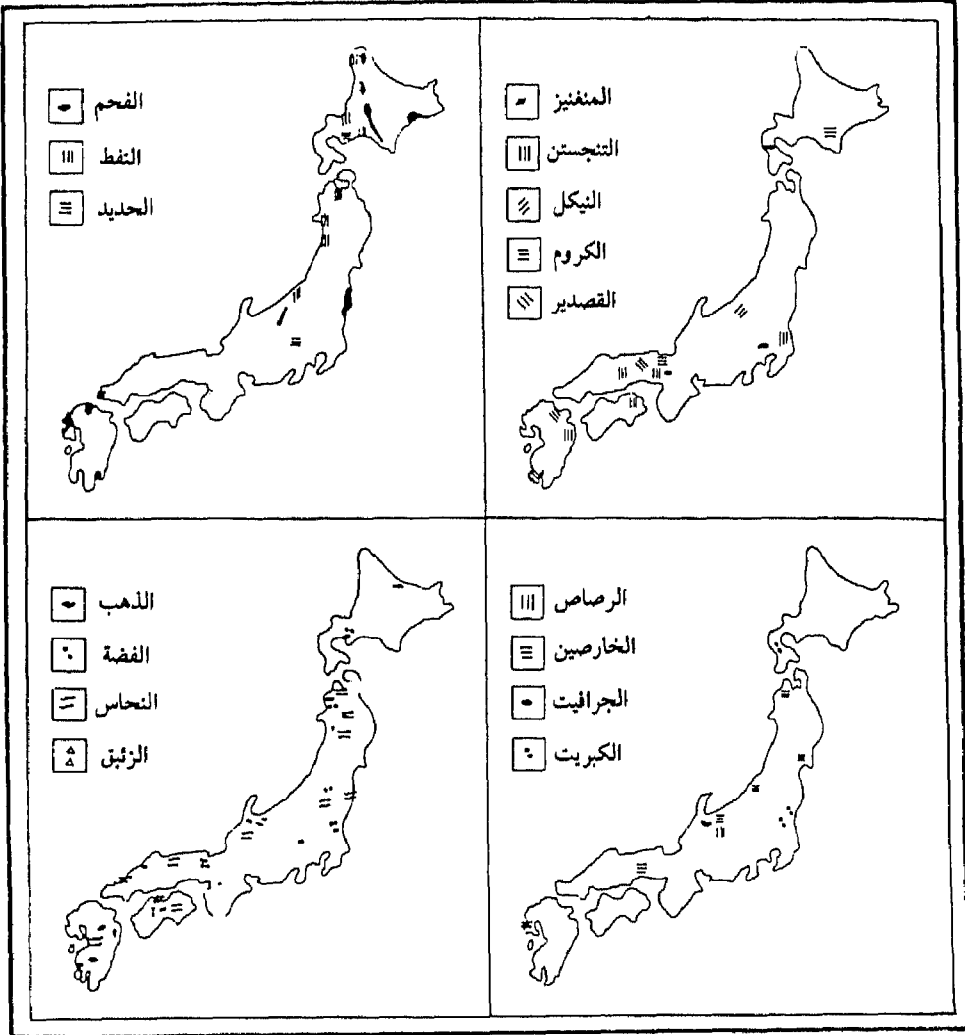 الفحم
النفط
الحديد
المنغنيز
التنجستن
النيكل
الكروم
القصدير
الذهب
الفضة
النحاس
الزئبق
الرصاص
الخارصين
الجرافيت
الكبريت